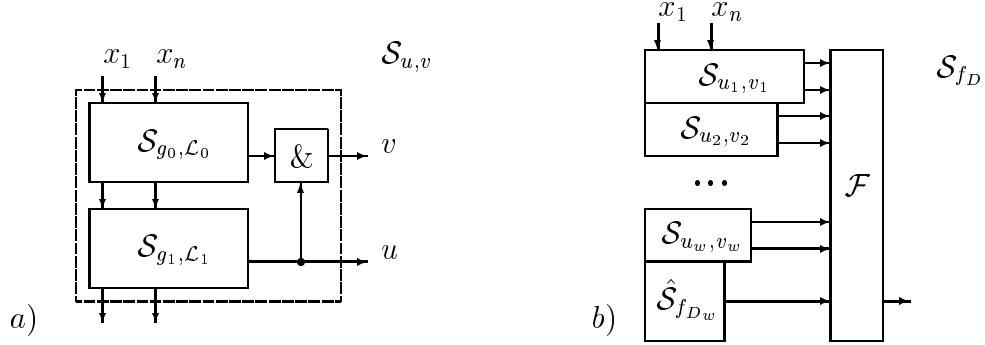 x_1 x_n S_{u,v}
S_{g_0,L_0} & v
S_{g_1,L_1} u
a)
x_1 x_n
S_{u_1,v_1} S_{f_D}
S_{u_2,v_2}
...
F
S_{u_w,v_w}
Ŝ_{f_{D_w}}
b)